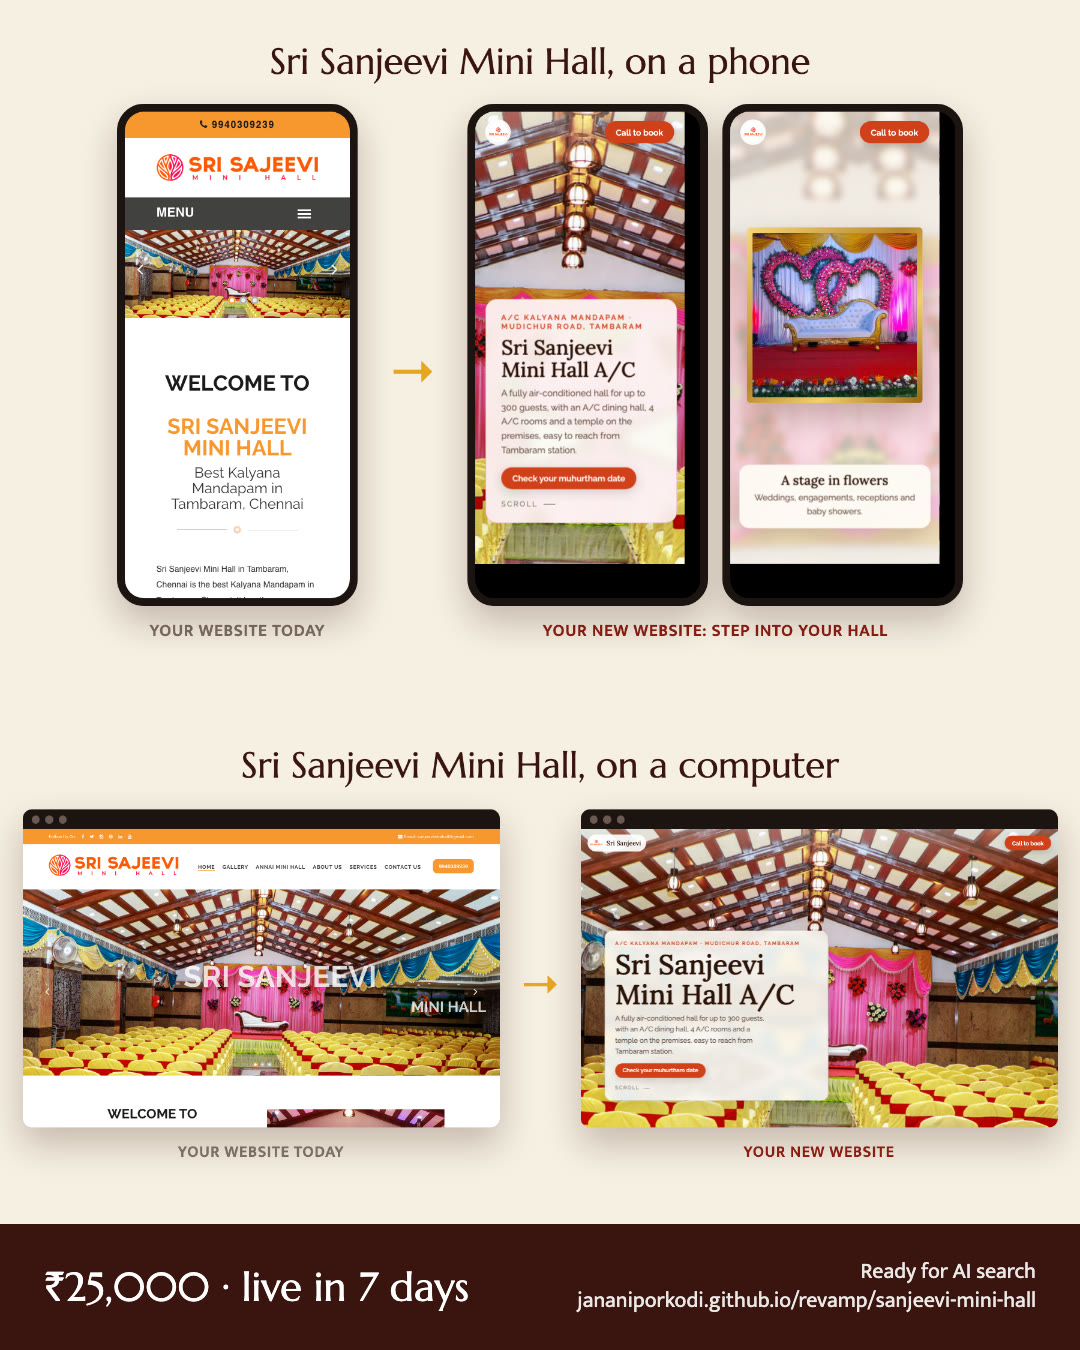 Sri Sanjeevi Mini Hall, on a phone
9940309239
SRI SAJEEVI
MINI HALL
MENU
WELCOME TO
SRI SANJEEVI
MINI HALL
Best Kalyana
Mandapam in
Tambaram, Chennai
Sri Sanjeevi Mini Hall in Tambaram,
Chennai is the best Kalyana Mandapam in
Call to book
A/C KALYANA MANDAPAM ·
MUDICHUR ROAD, TAMBARAM
Sri Sanjeevi
Mini Hall A/C
A fully air-conditioned hall for up to
300 guests, with an A/C dining hall, 4
A/C rooms and a temple on the
premises, easy to reach from
Tambaram station.
Check your muhurtham date
SCROLL
Call to book
A stage in flowers
Weddings, engagements, receptions and
baby showers.
YOUR WEBSITE TODAY
YOUR NEW WEBSITE: STEP INTO YOUR HALL
Sri Sanjeevi Mini Hall, on a computer
SRI SAJEEVI
MINI HALL
HOME GALLERY ANNAI MINI HALL ABOUT US SERVICES CONTACT US 9940309239
SRI SANJEEVI
MINI HALL
WELCOME TO
Sri Sanjeevi
Call to book
A/C KALYANA MANDAPAM · MUDICHUR ROAD, TAMBARAM
Sri Sanjeevi
Mini Hall A/C
A fully air-conditioned hall for up to 300 guests,
with an A/C dining hall, 4 A/C rooms and a
temple on the premises, easy to reach from
Tambaram station.
Check your muhurtham date
SCROLL
YOUR WEBSITE TODAY
YOUR NEW WEBSITE
₹25,000 · live in 7 days
Ready for AI search
jananiporkodi.github.io/revamp/sanjeevi-mini-hall